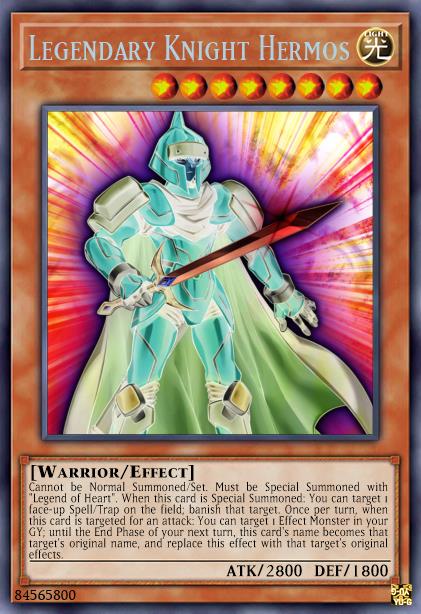 LEGENDARY KNIGHT HERMOS
LIGHT
光
[WARRIOR/EFFECT]
Cannot be Normal Summoned/Set. Must be Special Summoned with
"Legend of Heart". When this card is Special Summoned: You can target 1
face-up Spell/Trap on the field; banish that target. Once per turn, when
this card is targeted for an attack: You can target 1 Effect Monster in your
GY; until the End Phase of your next turn, this card's name becomes that
target's original name, and replace this effect with that target's original
effects.
ATK/2800 DEF/1800
84565800